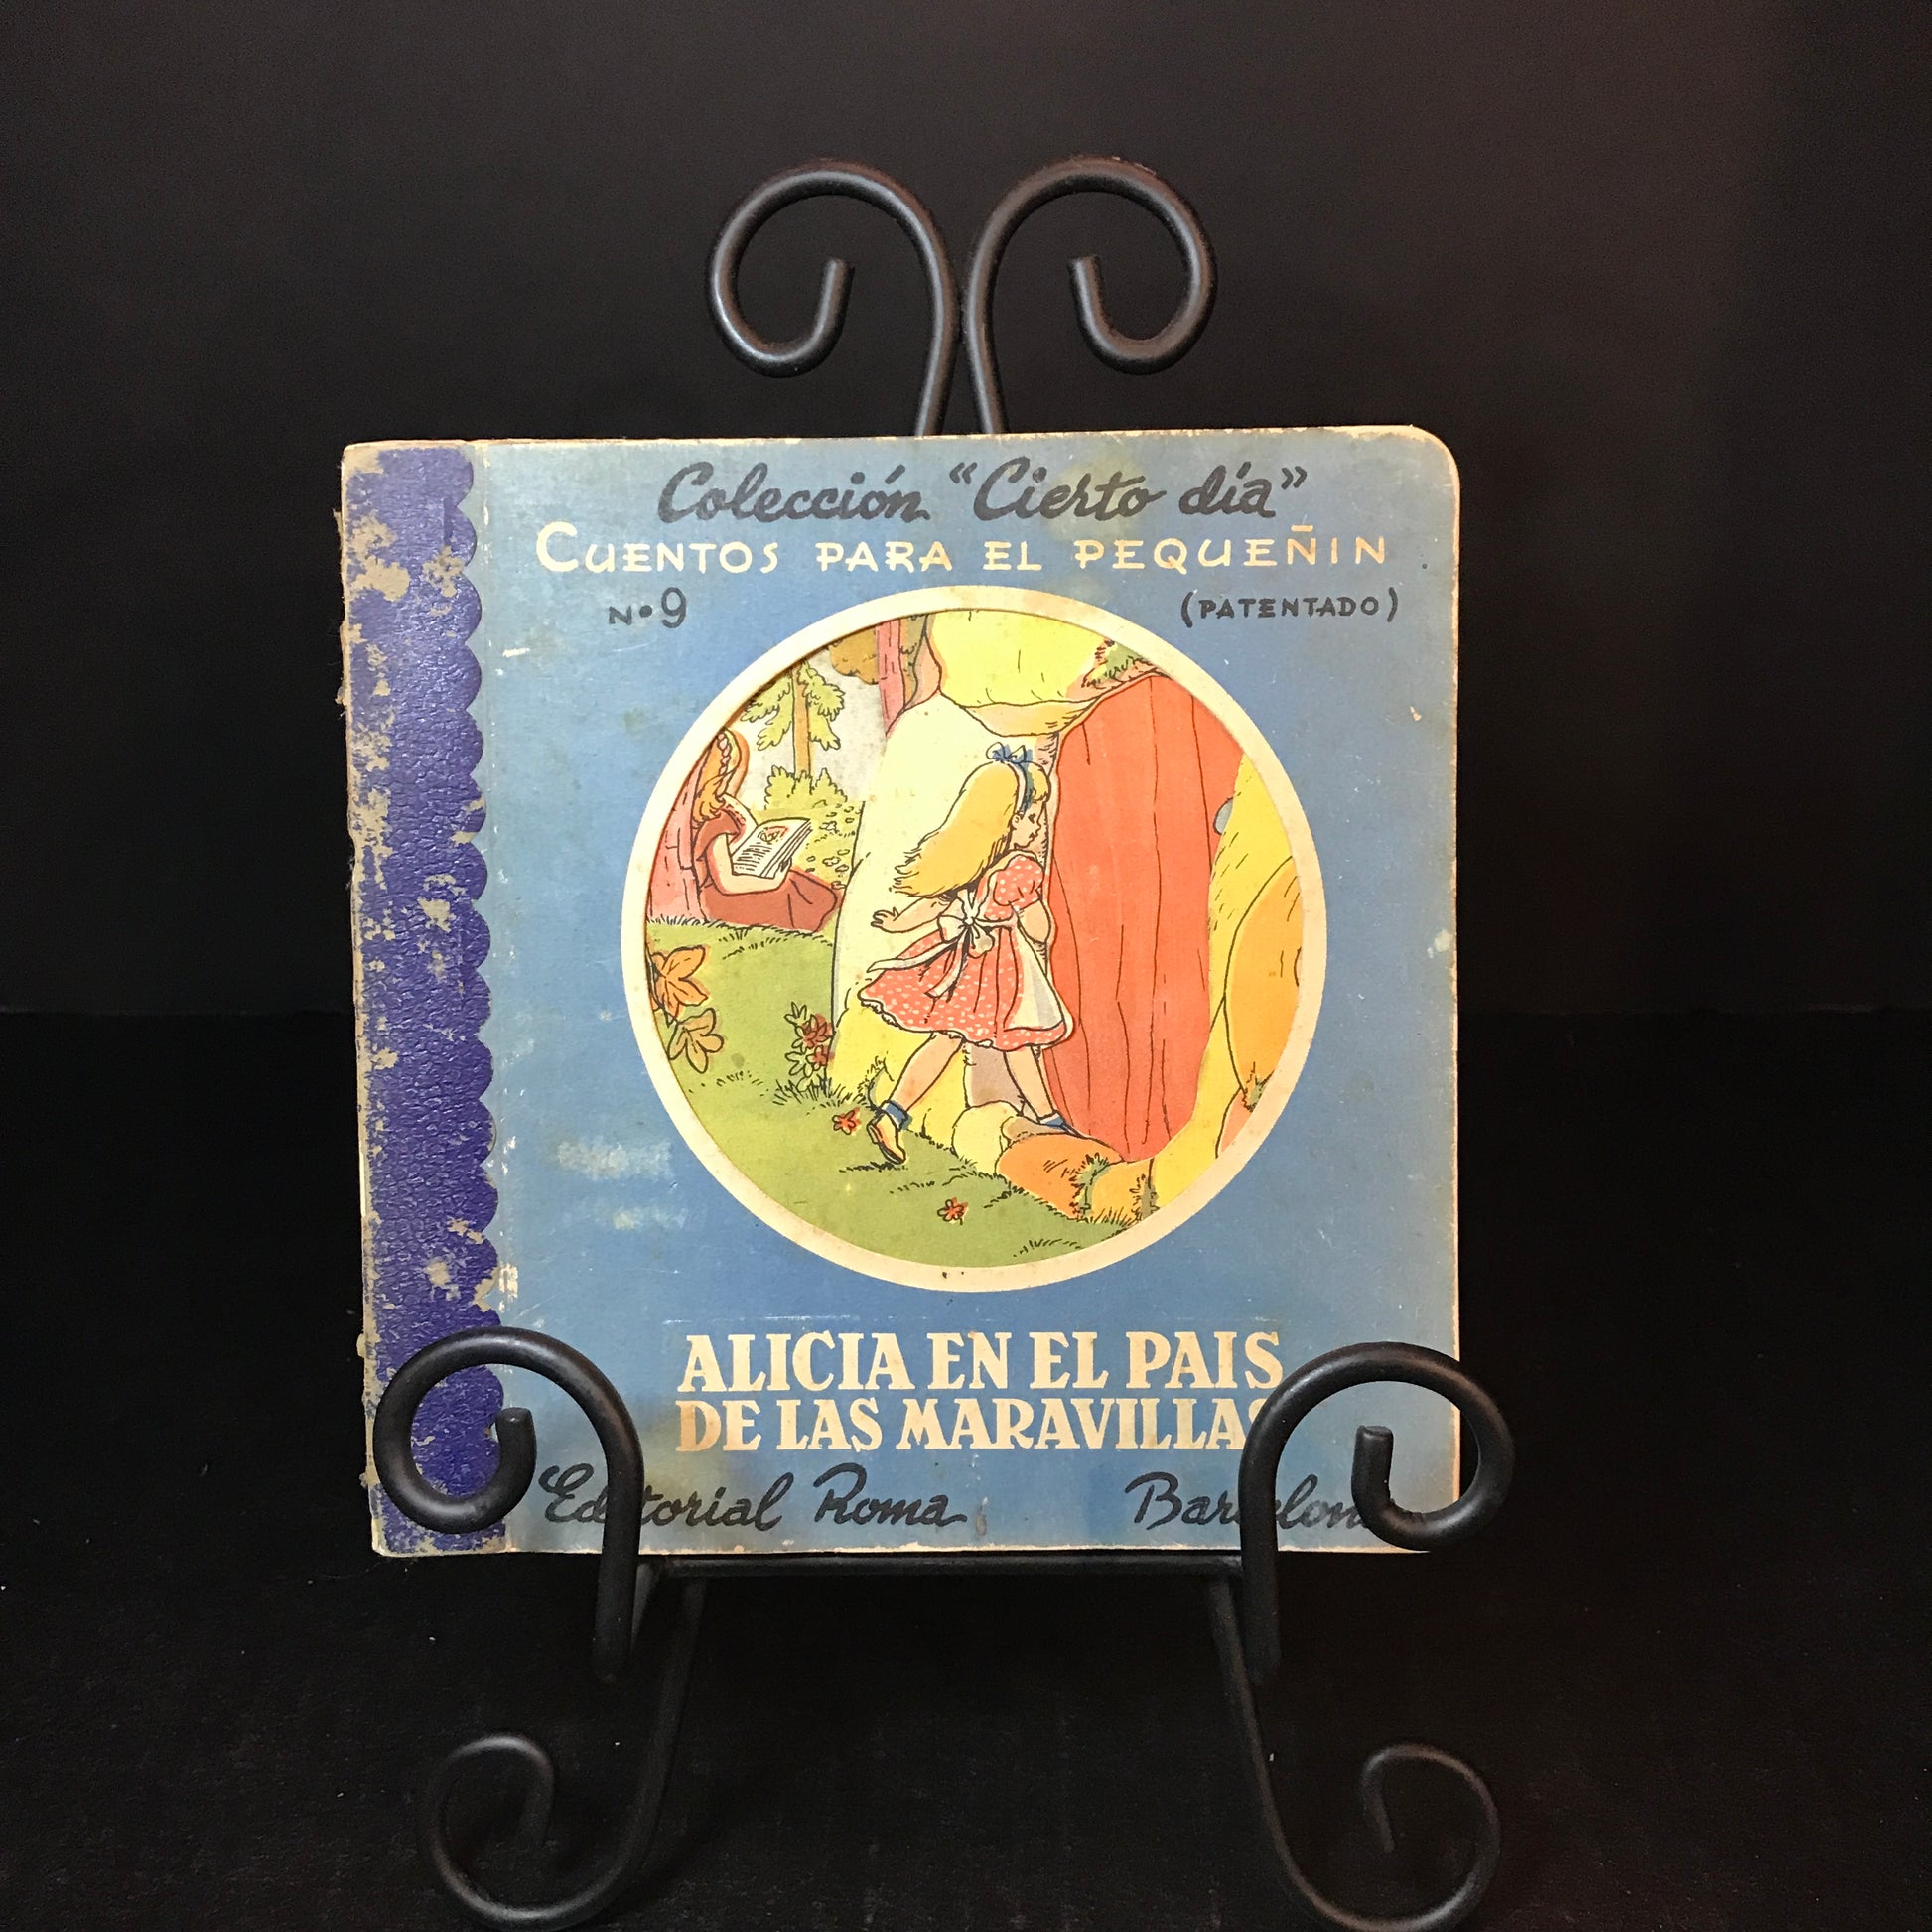 Colección "Cierto día"
CUENTOS PARA EL PEQUEÑIN
Nº 9 (PATENTADO)
ALICIA EN EL PAIS
DE LAS MARAVILLAS
Editorial Roma Barcelona